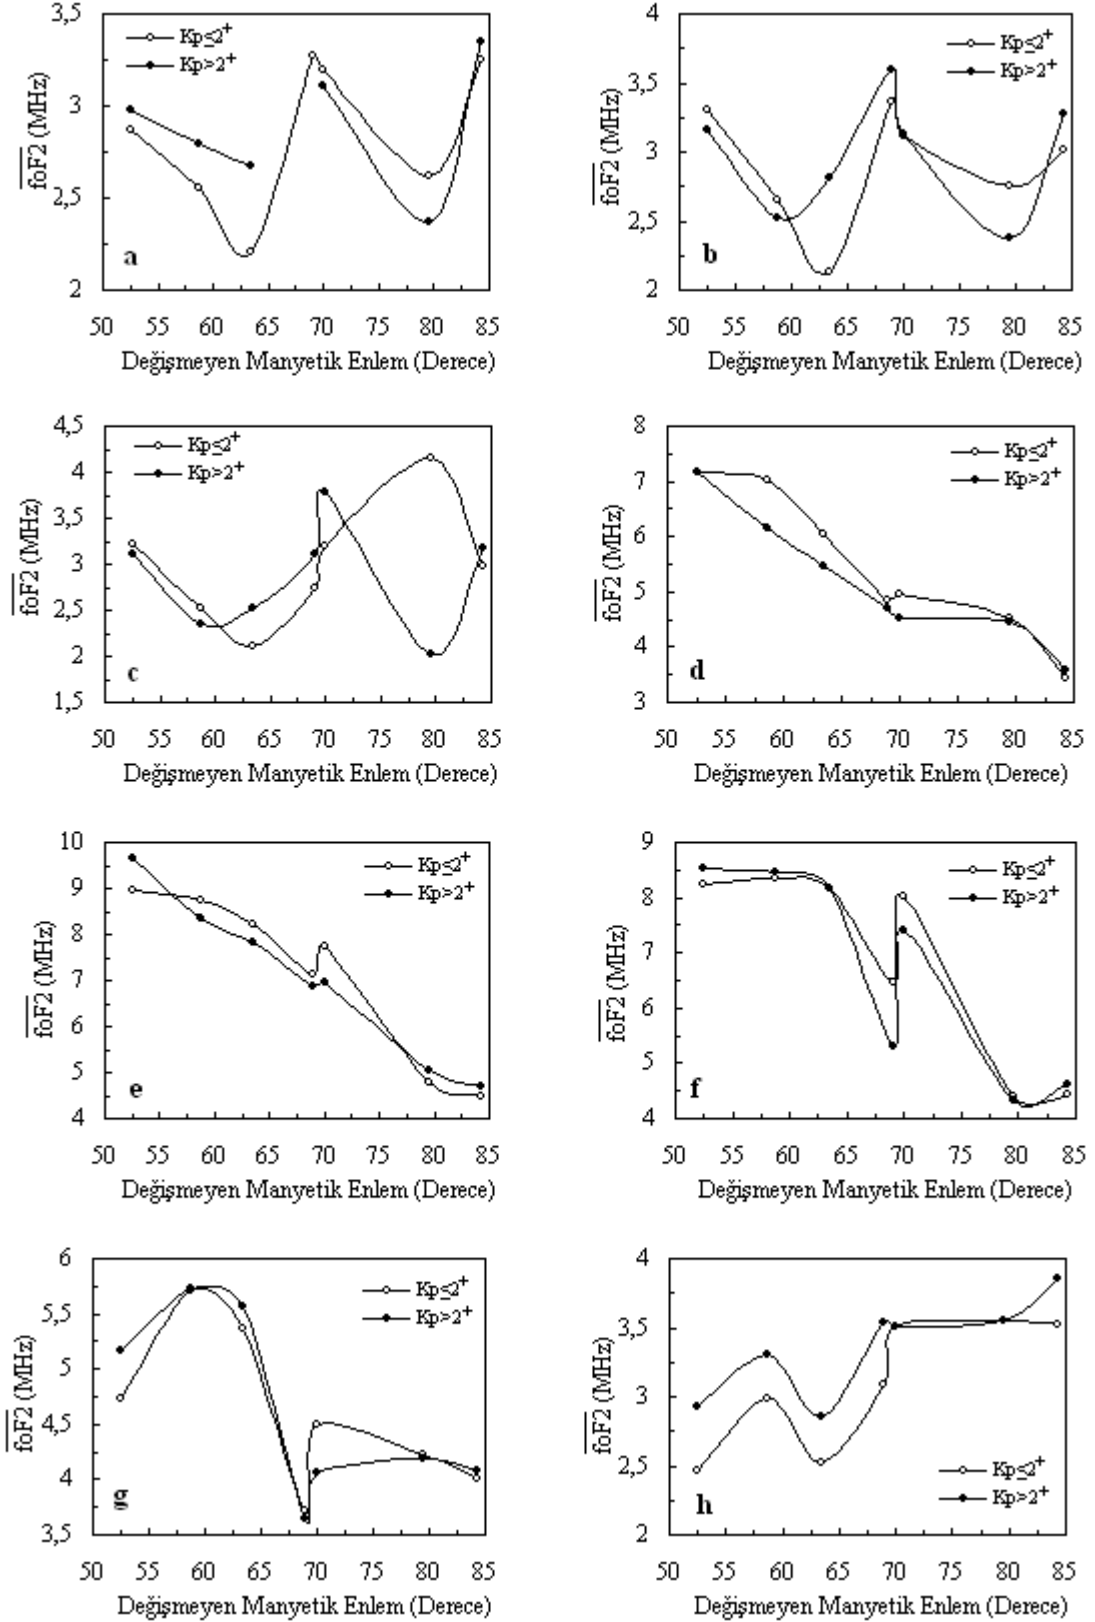 3,5
3
2,5
2
foF2 (MHz)
Kp≤2⁺
Kp>2⁺
a
50 55 60 65 70 75 80 85
Değişmeyen Manyetik Enlem (Derece)
4
3,5
3
2,5
2
foF2 (MHz)
Kp≤2⁺
Kp>2⁺
b
50 55 60 65 70 75 80 85
Değişmeyen Manyetik Enlem (Derece)
4,5
4
3,5
3
2,5
2
1,5
foF2 (MHz)
Kp≤2⁺
Kp>2⁺
c
50 55 60 65 70 75 80 85
Değişmeyen Manyetik Enlem (Derece)
8
7
6
5
4
3
foF2 (MHz)
Kp≤2⁺
Kp>2⁺
d
50 55 60 65 70 75 80 85
Değişmeyen Manyetik Enlem (Derece)
10
9
8
7
6
5
4
foF2 (MHz)
Kp≤2⁺
Kp>2⁺
e
50 55 60 65 70 75 80 85
Değişmeyen Manyetik Enlem (Derece)
9
8
7
6
5
4
foF2 (MHz)
Kp≤2⁺
Kp>2⁺
f
50 55 60 65 70 75 80 85
Değişmeyen Manyetik Enlem (Derece)
6
5,5
5
4,5
4
3,5
foF2 (MHz)
Kp≤2⁺
Kp>2⁺
g
50 55 60 65 70 75 80 85
Değişmeyen Manyetik Enlem (Derece)
4
3,5
3
2,5
2
foF2 (MHz)
Kp≤2⁺
Kp>2⁺
h
50 55 60 65 70 75 80 85
Değişmeyen Manyetik Enlem (Derece)